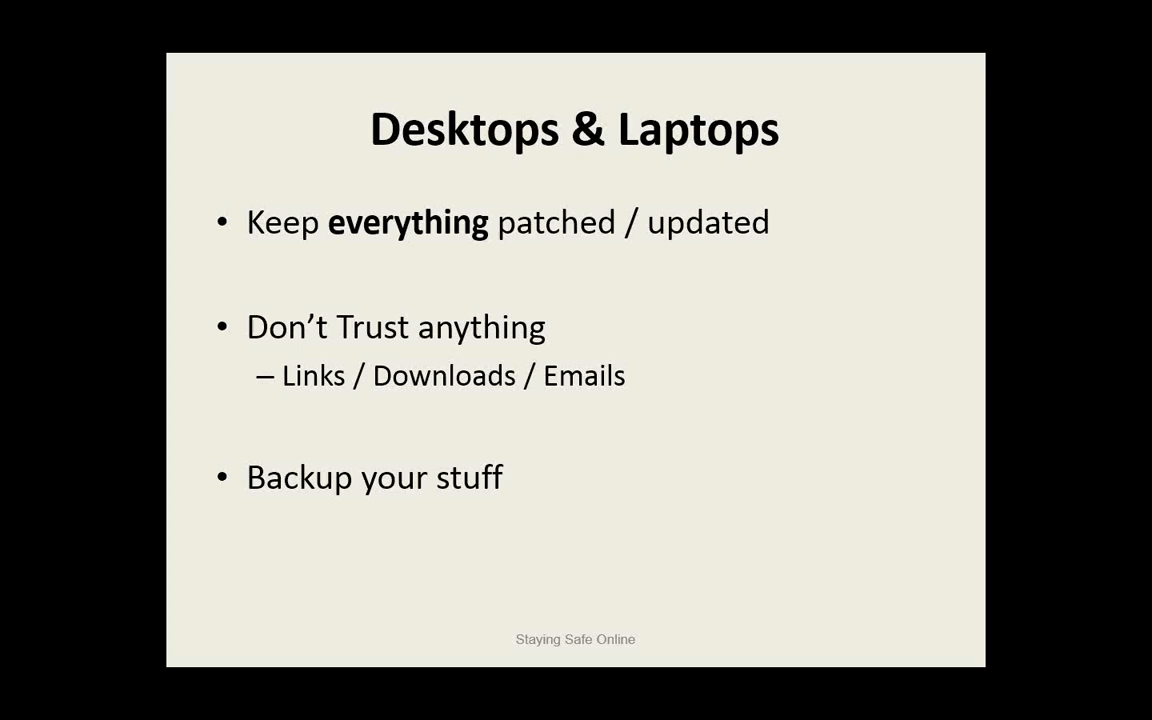 Desktops & Laptops
• Keep everything patched / updated
• Don’t Trust anything
– Links / Downloads / Emails
• Backup your stuff
Staying Safe Online